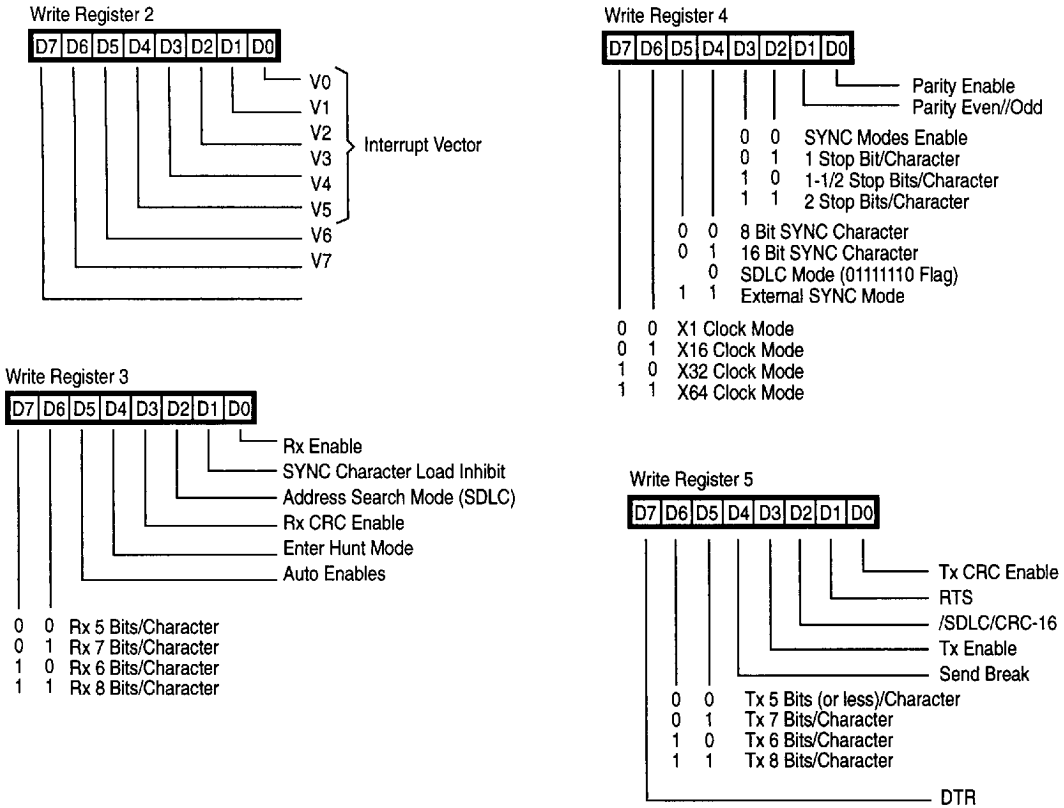 Write Register 2
D7 D6 D5 D4 D3 D2 D1 D0
V0
V1
V2
V3
V4
V5
V6
V7
Interrupt Vector
Write Register 3
D7 D6 D5 D4 D3 D2 D1 D0
Rx Enable
SYNC Character Load Inhibit
Address Search Mode (SDLC)
Rx CRC Enable
Enter Hunt Mode
Auto Enables
0 0 Rx 5 Bits/Character
0 1 Rx 7 Bits/Character
1 0 Rx 6 Bits/Character
1 1 Rx 8 Bits/Character
Write Register 4
D7 D6 D5 D4 D3 D2 D1 D0
Parity Enable
Parity Even//Odd
0 0 SYNC Modes Enable
0 1 1 Stop Bit/Character
1 0 1-1/2 Stop Bits/Character
1 1 2 Stop Bits/Character
0 0 8 Bit SYNC Character
0 1 16 Bit SYNC Character
0 SDLC Mode (01111110 Flag)
1 1 External SYNC Mode
0 0 X1 Clock Mode
0 1 X16 Clock Mode
1 0 X32 Clock Mode
1 1 X64 Clock Mode
Write Register 5
D7 D6 D5 D4 D3 D2 D1 D0
Tx CRC Enable
RTS
/SDLC/CRC-16
Tx Enable
Send Break
0 0 Tx 5 Bits (or less)/Character
0 1 Tx 7 Bits/Character
1 0 Tx 6 Bits/Character
1 1 Tx 8 Bits/Character
DTR